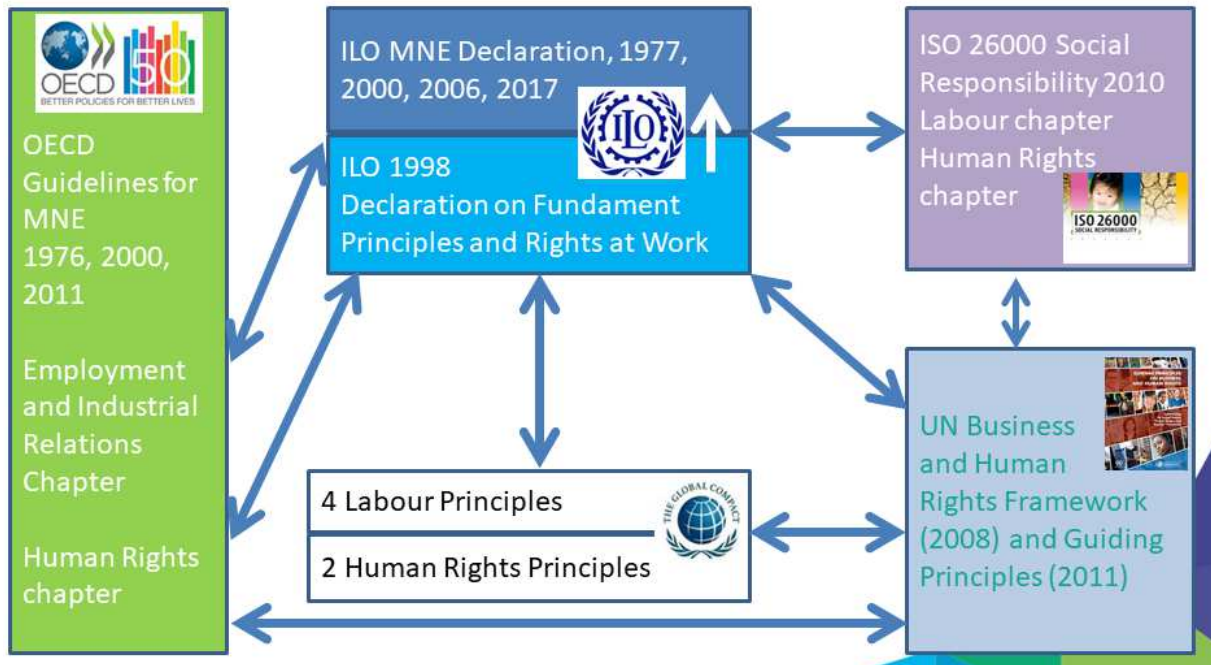 OECD 50
BETTER POLICIES FOR BETTER LIVES
OECD
Guidelines for
MNE
1976, 2000,
2011
Employment
and Industrial
Relations
Chapter
Human Rights
chapter
ILO MNE Declaration, 1977,
2000, 2006, 2017
ILO
ILO 1998
Declaration on Fundament
Principles and Rights at Work
4 Labour Principles
2 Human Rights Principles
THE GLOBAL COMPACT
ISO 26000 Social
Responsibility 2010
Labour chapter
Human Rights
chapter
ISO 26000
SOCIAL RESPONSIBILITY
UN Business
and Human
Rights Framework
(2008) and Guiding
Principles (2011)